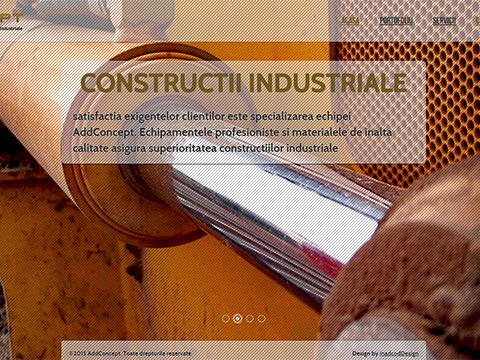 PT
Industriale
ACASA PORTOFOLIU SERVICII
CONSTRUCTII INDUSTRIALE
satisfactia exigentelor clientilor este specializarea echipei
AddConcept. Echipamentele profesioniste si materialele de inalta
calitate asigura superioritatea constructiilor industriale
©2015 AddConcept. Toate drepturile rezervate Design by inadcodDesign